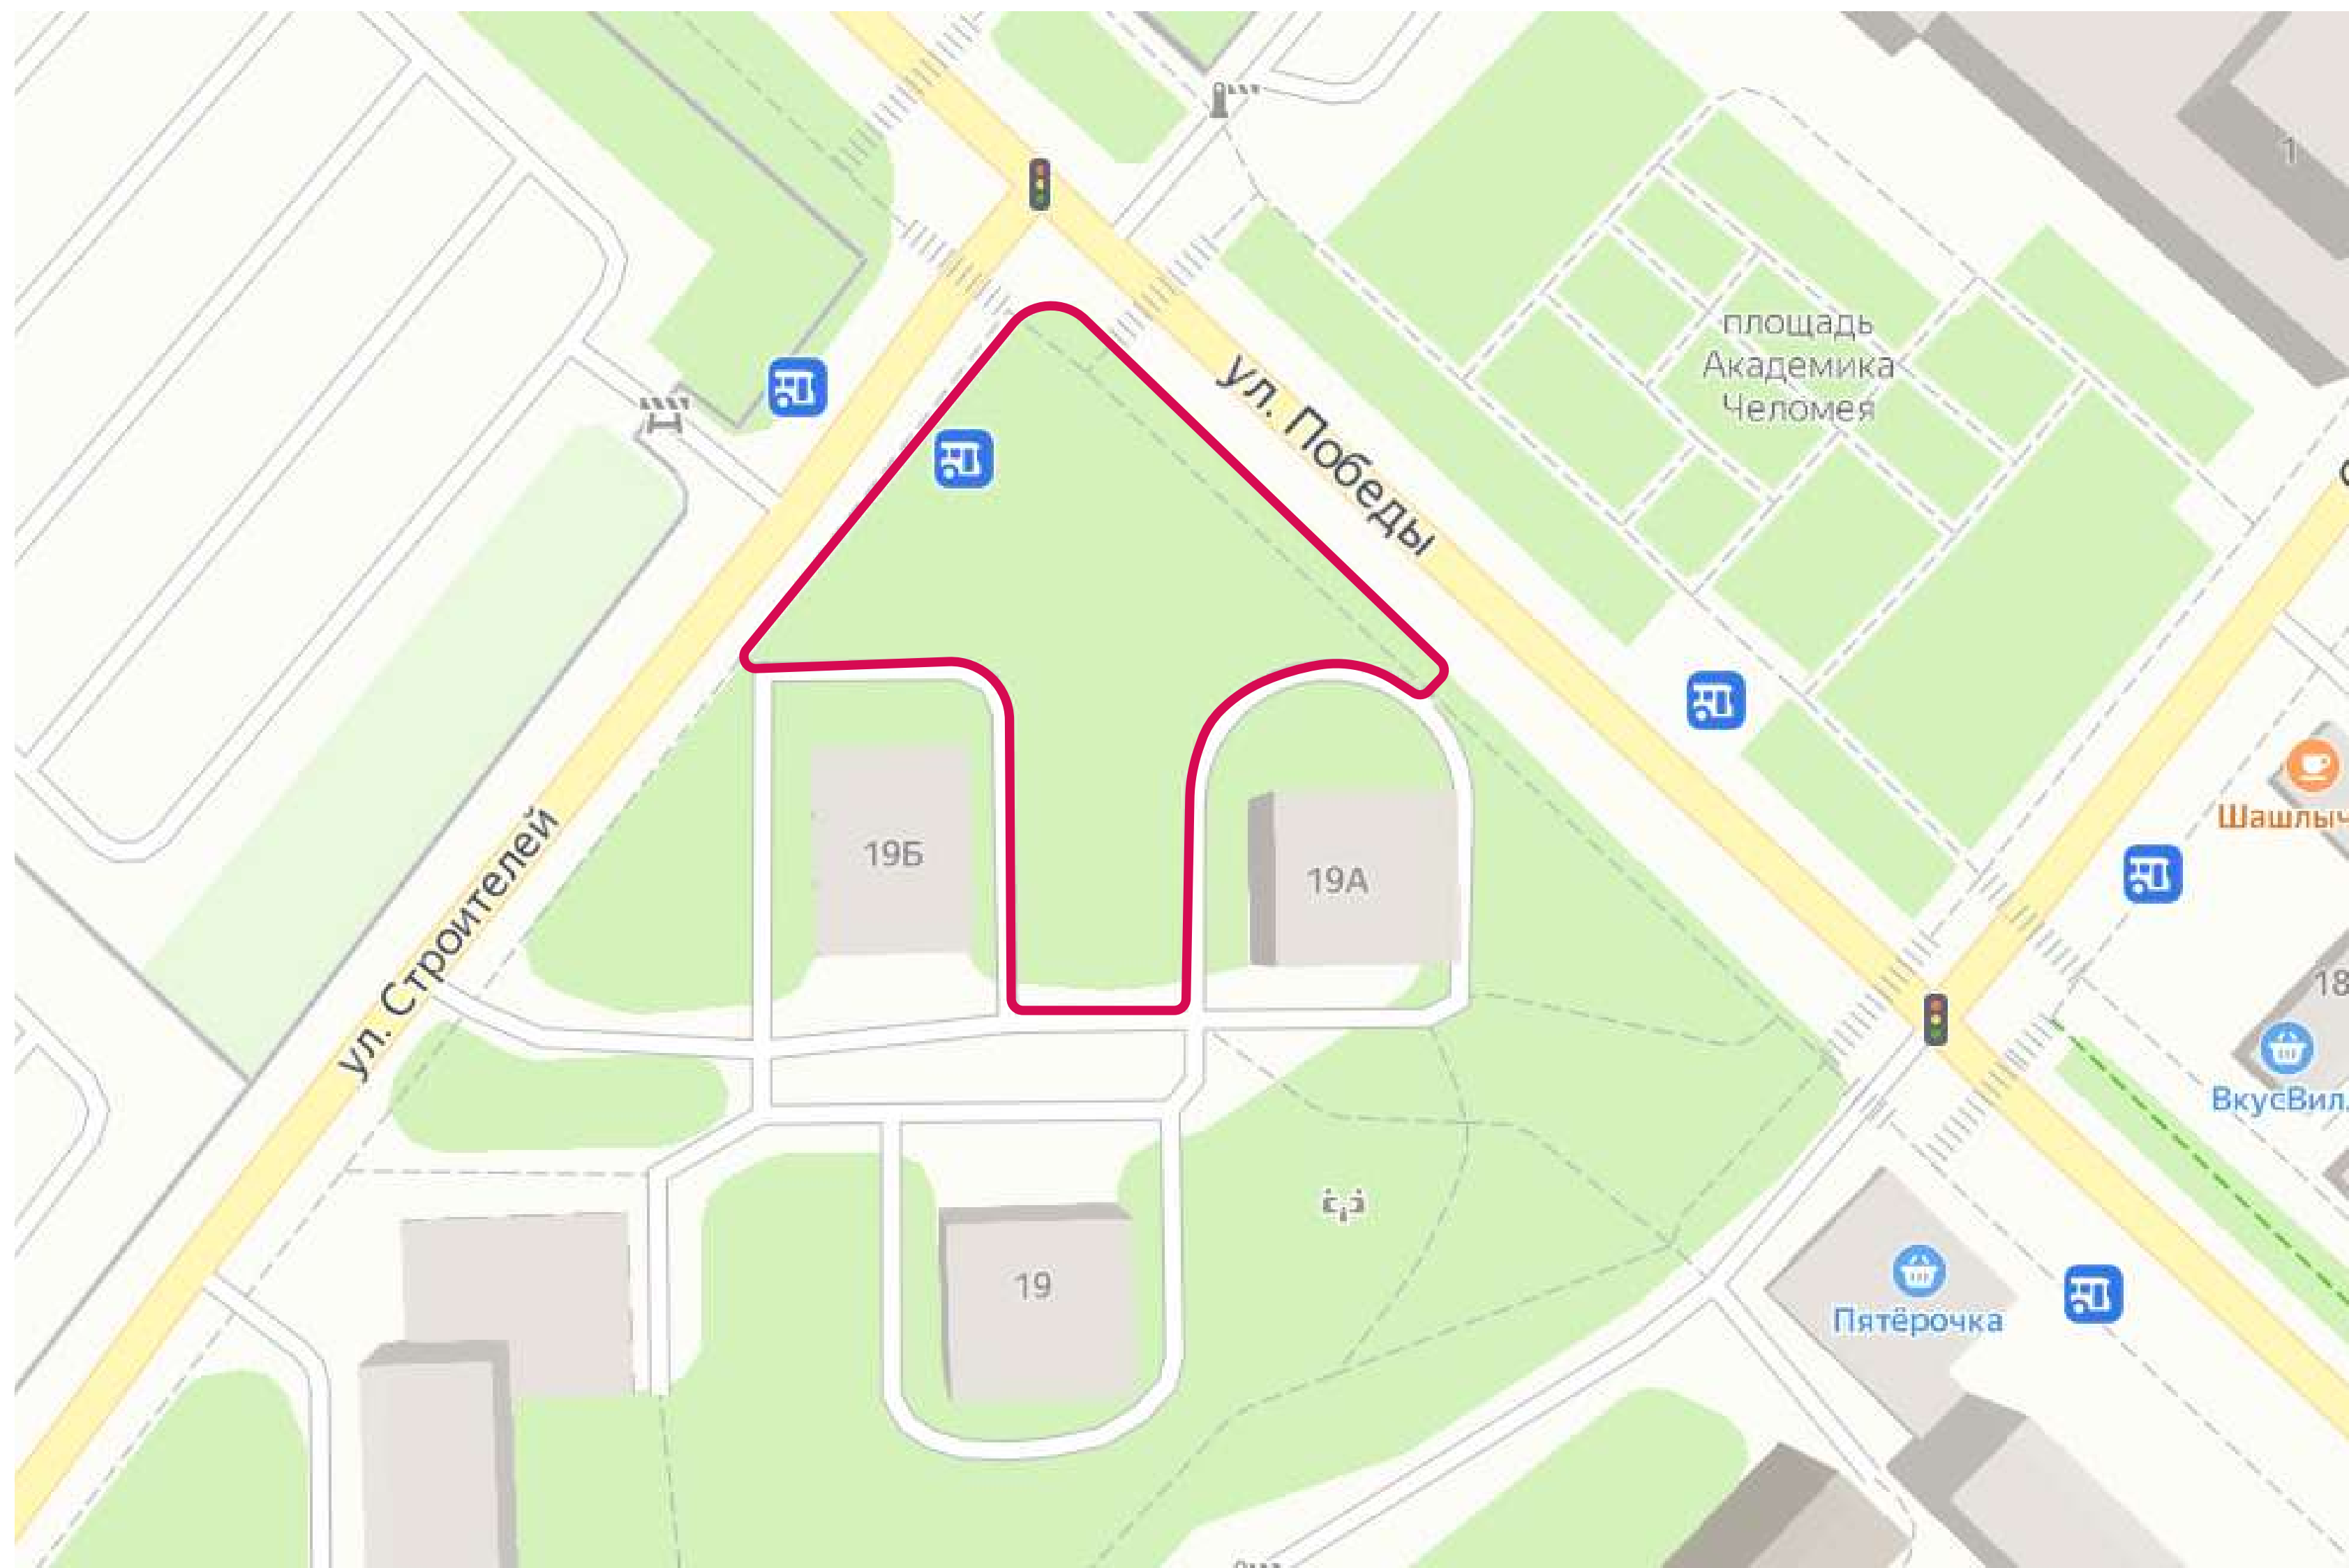 1
площадь
Академика
Челомея
ул. Победы
Шашлыч
19Б
19А
ул. Строителей
18
ВкусВил
19
Пятёрочка